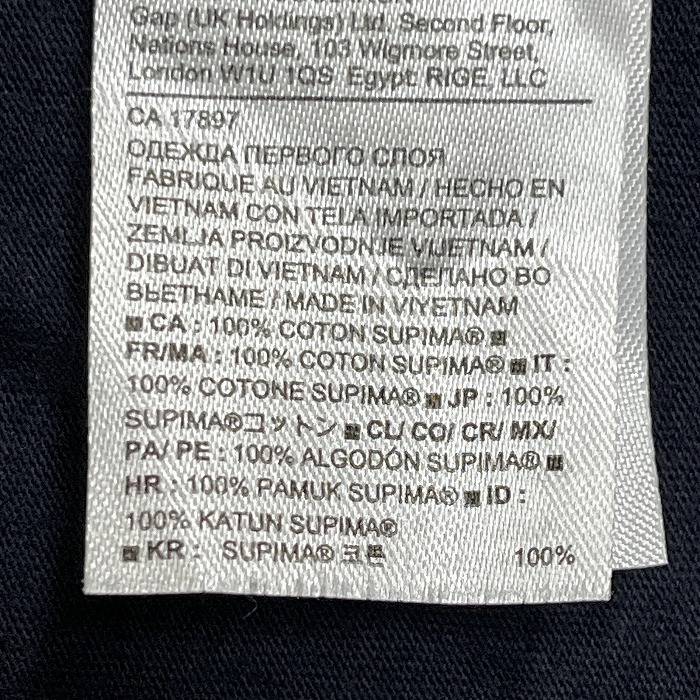 Gap (UK Holdings) Ltd, Second Floor,
Nations House, 103 Wigmore Street,
London W1U 1QS Egypt: RIGE, LLC
CA 17897
ОДЕЖДА ПЕРВОГО СЛОЯ
FABRIQUÉ AU VIETNAM / HECHO EN
VIETNAM CON TELA IMPORTADA /
ZEMLJA PROIZVODNJE VIJETNAM /
DIBUAT DI VIETNAM / СДЕЛАНО ВО
ВЬЕТНАМЕ / MADE IN VIYETNAM
CA : 100% COTON SUPIMA®
FR/MA : 100% COTON SUPIMA® IT :
100% COTONE SUPIMA® JP : 100%
SUPIMA®コットン CL/ CO/ CR/ MX/
PA/ PE : 100% ALGODÓN SUPIMA®
HR : 100% PAMUK SUPIMA® ID :
100% KATUN SUPIMA®
KR : SUPIMA® 코튼 100%